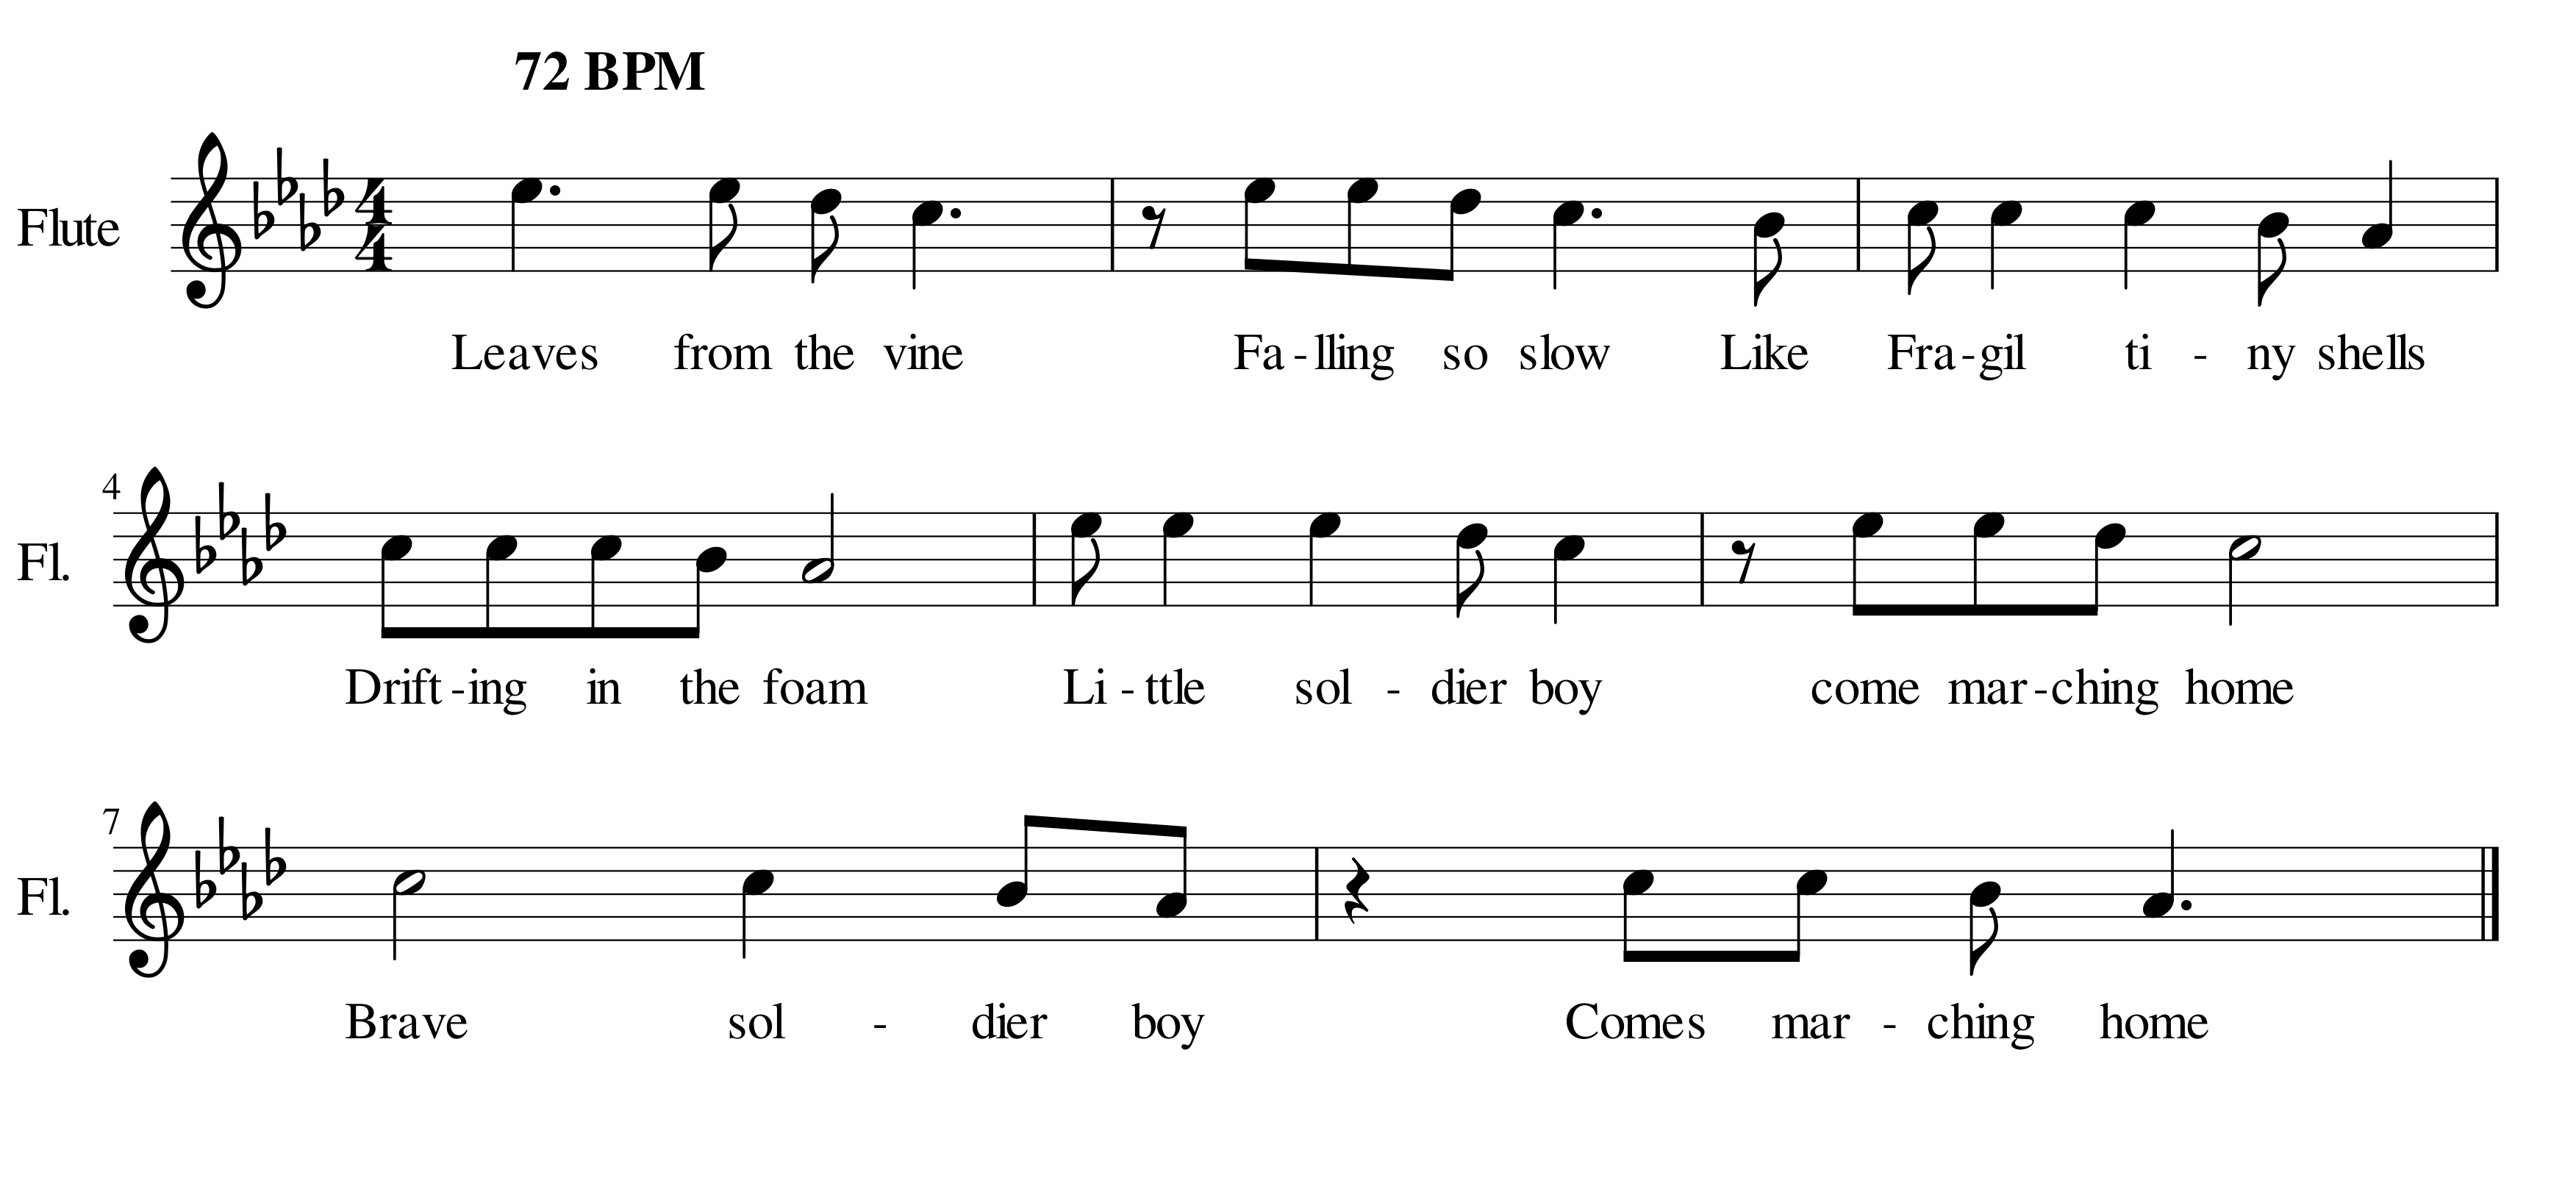 72 BPM
Flute
Leaves from the vine Fa - lling so slow Like Fra - gil ti - ny shells
4
Fl.
Drift - ing in the foam Li - ttle sol - dier boy come mar - ching home
7
Fl.
Brave sol - dier boy Comes mar - ching home